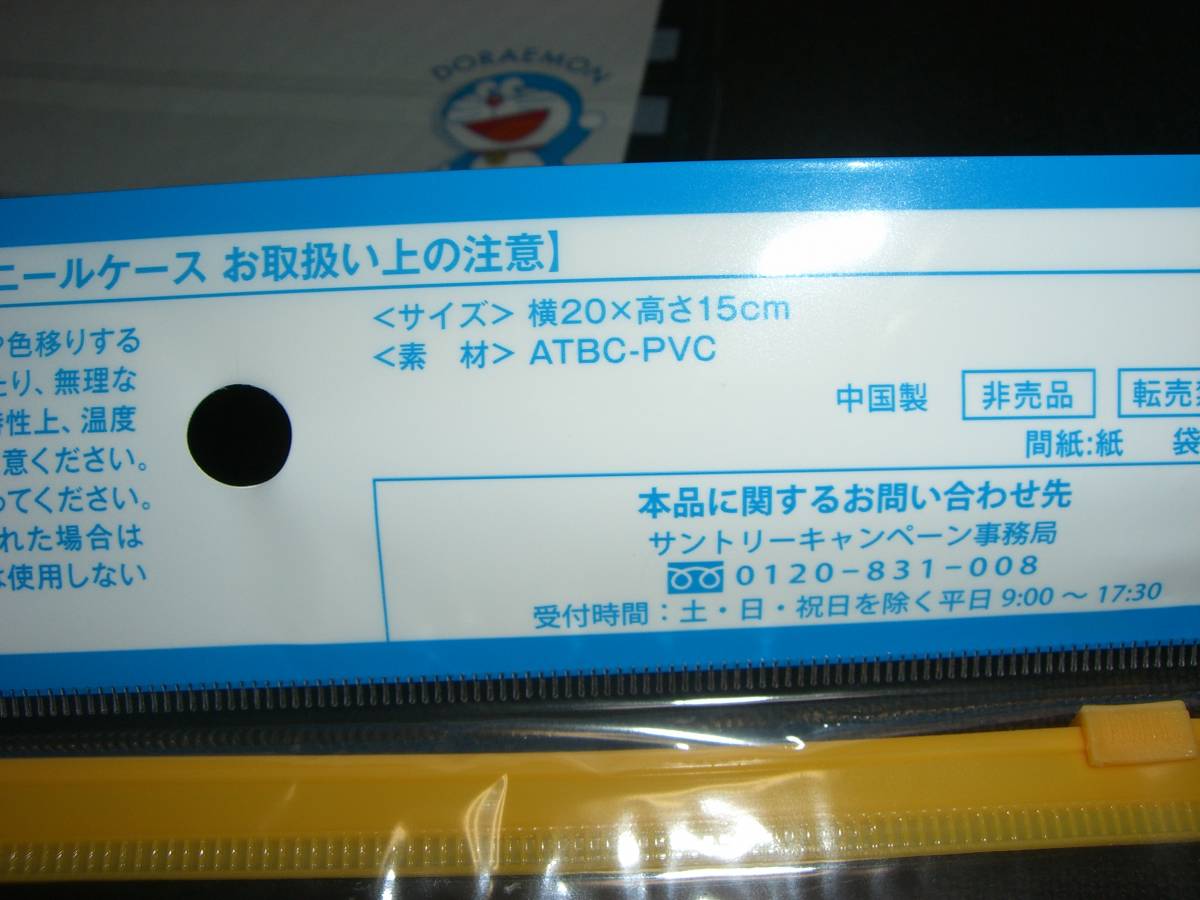 DORAEMON
ニールケース お取扱い上の注意】
色移りする
たり、無理な
特性上、温度
意ください。
ってください。
れた場合は
は使用しない
<サイズ> 横20×高さ15cm
<素　材> ATBC-PVC
中国製 非売品 転売
間紙:紙 袋
本品に関するお問い合わせ先
サントリーキャンペーン事務局
0120-831-008
受付時間：土・日・祝日を除く平日 9:00 〜 17:30